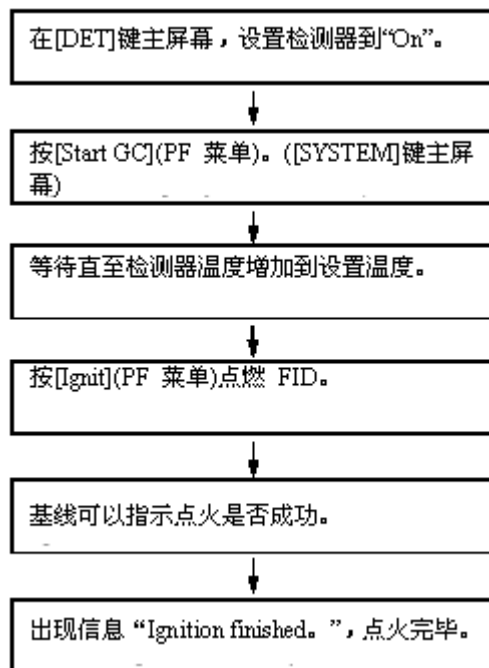 在[DET]键主屏幕，设置检测器到“On”。
按[Start GC](PF 菜单)。([SYSTEM]键主屏
幕)
等待直至检测器温度增加到设置温度。
按[Ignit](PF 菜单)点燃 FID。
基线可以指示点火是否成功。
出现信息“Ignition finished。”，点火完毕。